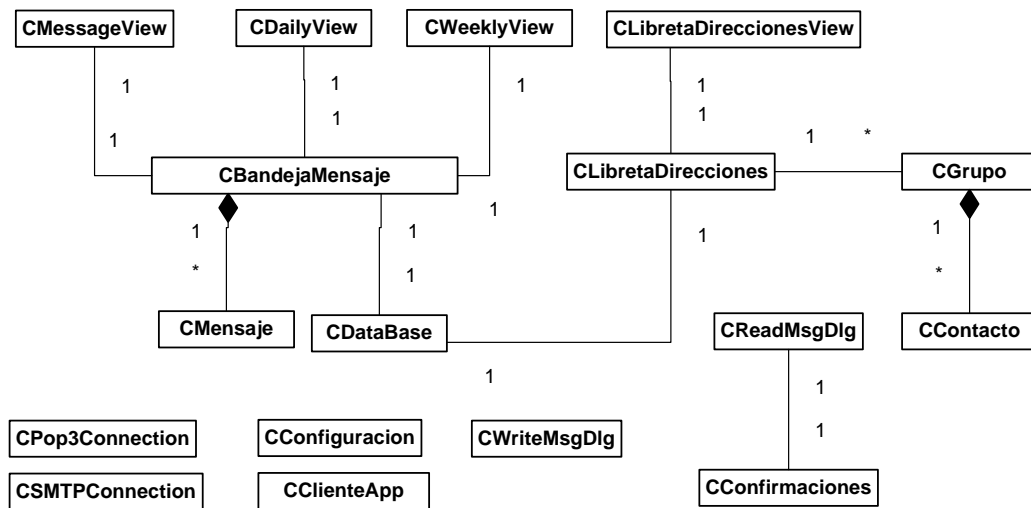 CMessageView
CDailyView
CWeeklyView
CLibretaDireccionesView
1
1
1
1
1
1
1
1
*
CBandejaMensaje
CLibretaDirecciones
CGrupo
1
1
1
1
1
*
1
*
CMensaje
CDataBase
CReadMsgDlg
CContacto
1
1
1
CPop3Connection
CConfiguracion
CWriteMsgDlg
CSMTPConnection
CClienteApp
CConfirmaciones